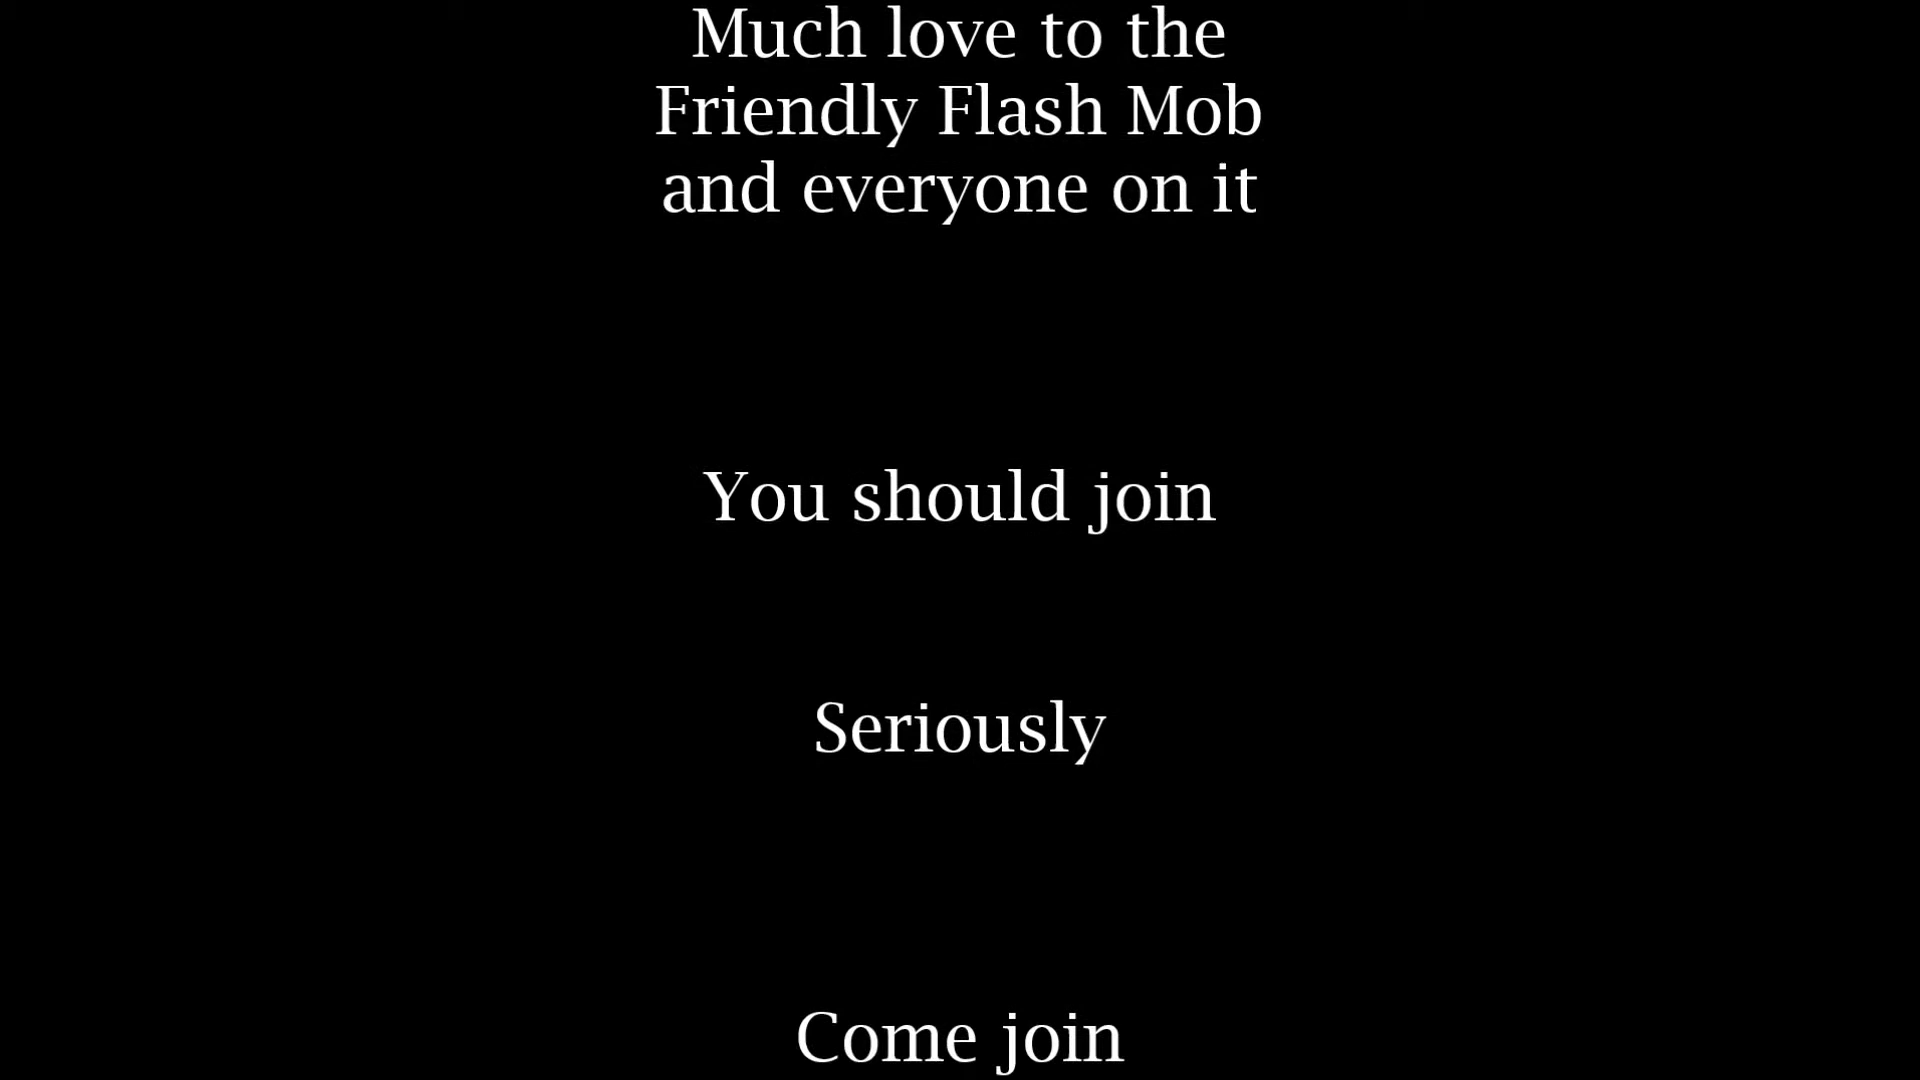 Much love to the
Friendly Flash Mob
and everyone on it
You should join
Seriously
Come join